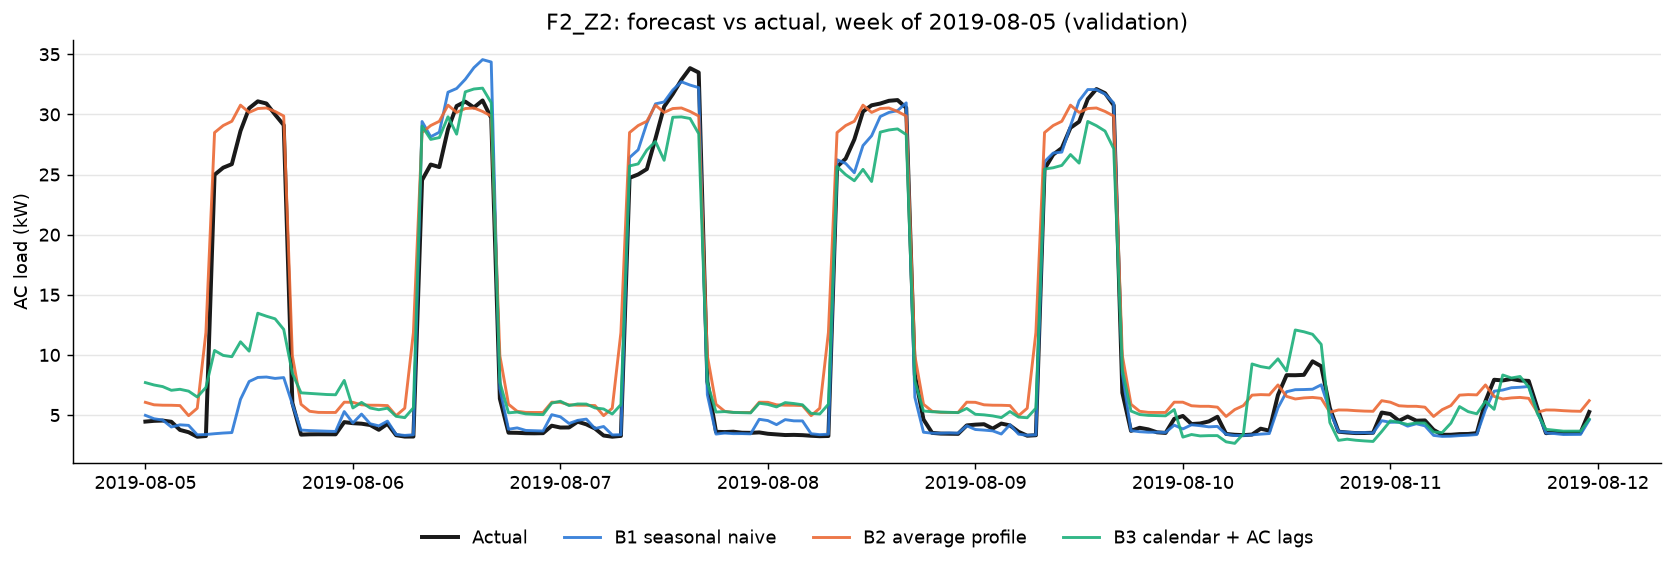 F2_Z2: forecast vs actual, week of 2019-08-05 (validation)
AC load (kW)
35
30
25
20
15
10
5
2019-08-05 2019-08-06 2019-08-07 2019-08-08 2019-08-09 2019-08-10 2019-08-11 2019-08-12
Actual B1 seasonal naive B2 average profile B3 calendar + AC lags